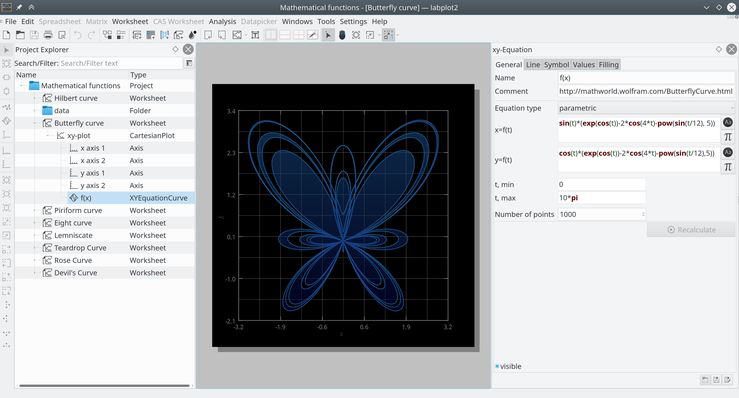 Mathematical functions - [Butterfly curve] — labplot2
File Edit Spreadsheet Matrix Worksheet CAS Worksheet Analysis Datapicker Windows Tools Settings Help
Project Explorer
Search/Filter: Search/Filter text
Name Type
Mathematical functions Project
Hilbert curve Worksheet
data Folder
Butterfly curve Worksheet
xy-plot CartesianPlot
x axis 1 Axis
x axis 2 Axis
y axis 1 Axis
y axis 2 Axis
f(x) XYEquationCurve
Piriform curve Worksheet
Eight curve Worksheet
Lemniscate Worksheet
Teardrop Curve Worksheet
Rose Curve Worksheet
Devil's Curve Worksheet
3.4
2.3
1.2
0.1
-1.0
-2.1
-3.2 -1.9 -0.6 0.6 1.9 3.2
xy-Equation
General Line Symbol Values Filling
Name f(x)
Comment http://mathworld.wolfram.com/ButterflyCurve.html
Equation type parametric
x=f(t) sin(t)*(exp(cos(t))-2*cos(4*t)-pow(sin(t/12), 5))
π
y=f(t) cos(t)*(exp(cos(t))-2*cos(4*t)-pow(sin(t/12),5))
π
t, min 0
t, max 10*pi
Number of points 1000
Recalculate
visible